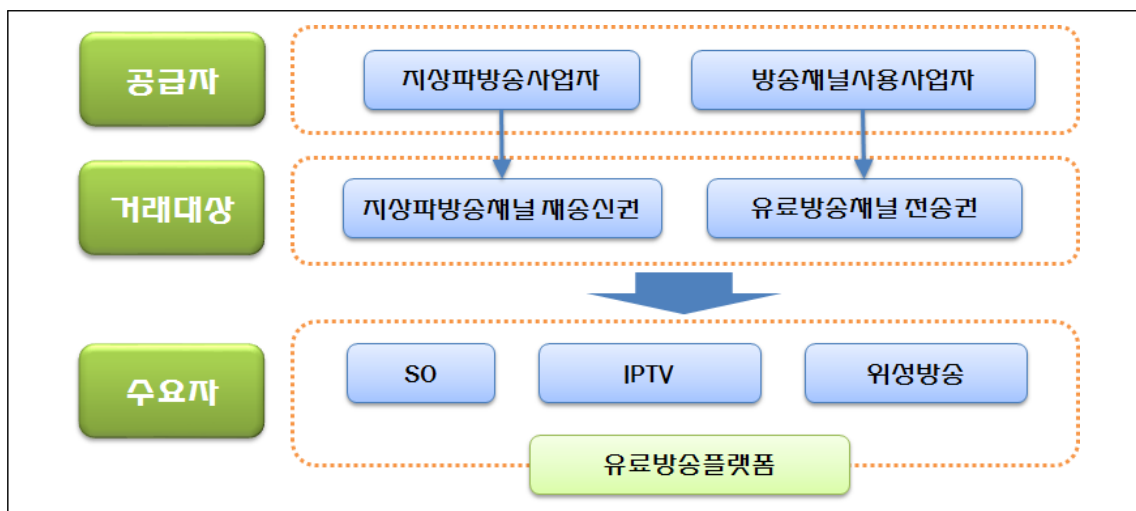 공급자
지상파방송사업자
방송채널사용사업자
거래대상
지상파방송채널 재송신권
유료방송채널 전송권
수요자
SO
IPTV
위성방송
유료방송플랫폼